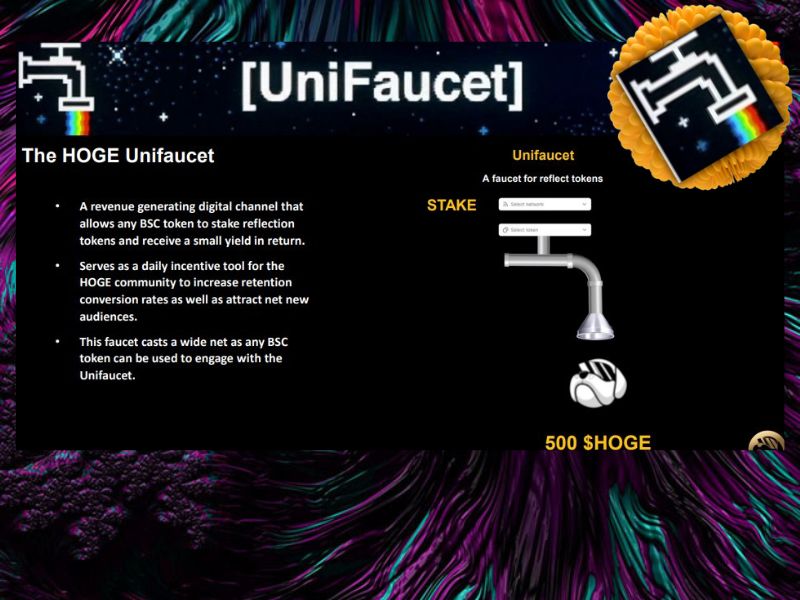 [UniFaucet]
The HOGE Unifaucet
• A revenue generating digital channel that
allows any BSC token to stake reflection
tokens and receive a small yield in return.
• Serves as a daily incentive tool for the
HOGE community to increase retention
conversion rates as well as attract net new
audiences.
• This faucet casts a wide net as any BSC
token can be used to engage with the
Unifaucet.
Unifaucet
A faucet for reflect tokens
STAKE
Select network
Select token
500 $HOGE